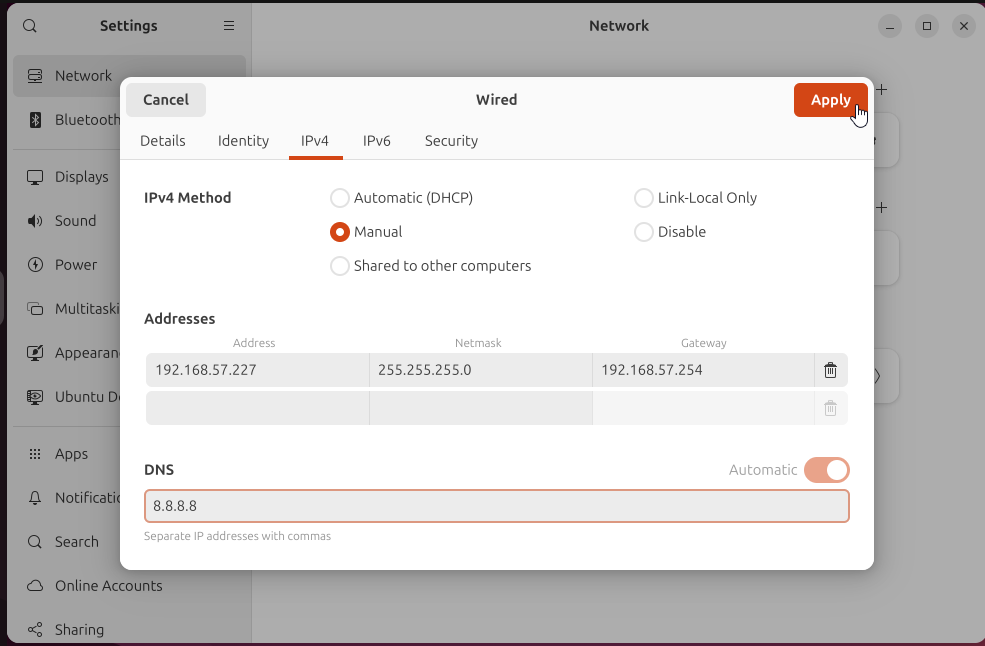 Settings
Network
Network
Bluetooth
Displays
Sound
Power
Multitaski
Appearan
Ubuntu De
Apps
Notificatio
Search
Online Accounts
Sharing
Cancel
Wired
Apply
Details Identity IPv4 IPv6 Security
IPv4 Method
Automatic (DHCP) Link-Local Only
Manual Disable
Shared to other computers
Addresses
Address Netmask Gateway
192.168.57.227 255.255.255.0 192.168.57.254
DNS Automatic
8.8.8.8
Separate IP addresses with commas